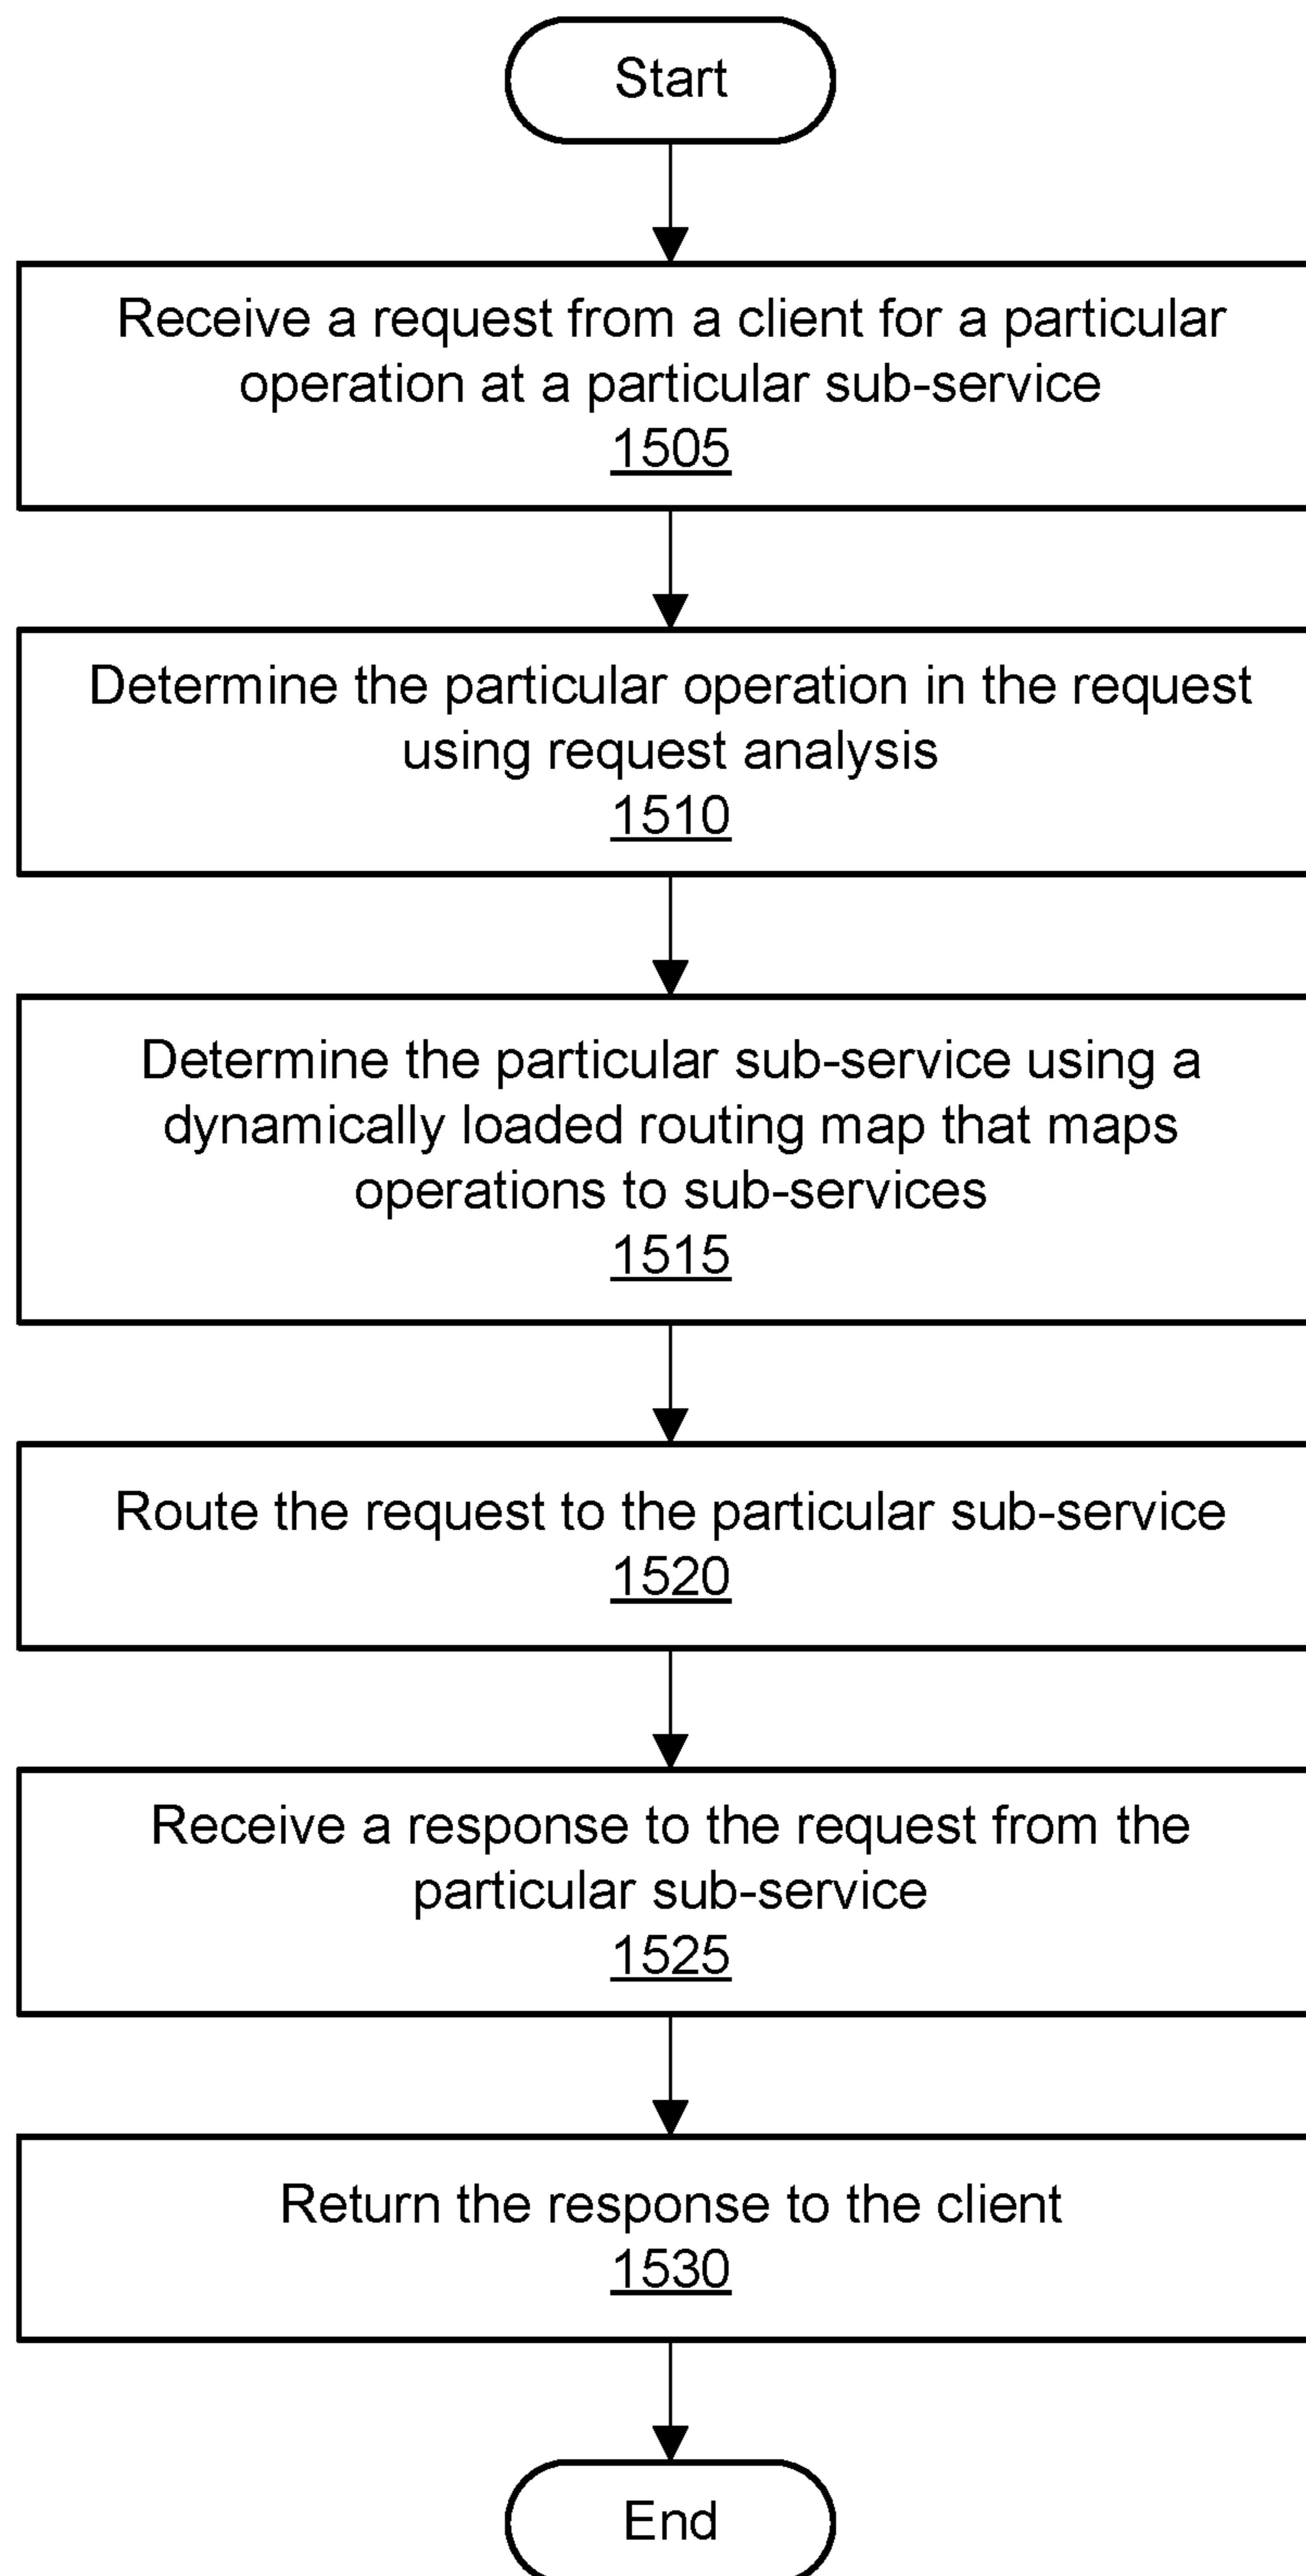 Start
Receive a request from a client for a particular
operation at a particular sub-service
1505
Determine the particular operation in the request
using request analysis
1510
Determine the particular sub-service using a
dynamically loaded routing map that maps
operations to sub-services
1515
Route the request to the particular sub-service
1520
Receive a response to the request from the
particular sub-service
1525
Return the response to the client
1530
End